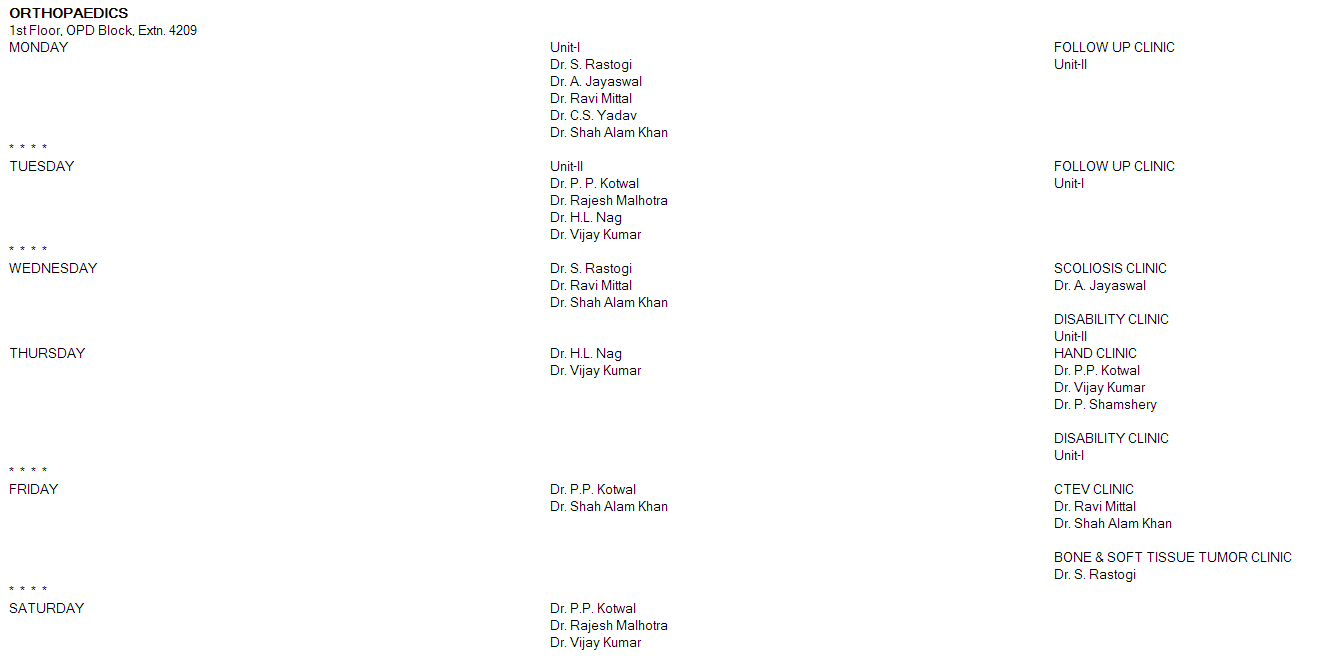 ORTHOPAEDICS
1st Floor, OPD Block, Extn. 4209
MONDAY Unit-I FOLLOW UP CLINIC
Dr. S. Rastogi Unit-II
Dr. A. Jayaswal
Dr. Ravi Mittal
Dr. C.S. Yadav
Dr. Shah Alam Khan
* * * *
TUESDAY Unit-II FOLLOW UP CLINIC
Dr. P. P. Kotwal Unit-I
Dr. Rajesh Malhotra
Dr. H.L. Nag
Dr. Vijay Kumar
* * * *
WEDNESDAY Dr. S. Rastogi SCOLIOSIS CLINIC
Dr. Ravi Mittal Dr. A. Jayaswal
Dr. Shah Alam Khan
DISABILITY CLINIC
Unit-II
THURSDAY Dr. H.L. Nag HAND CLINIC
Dr. Vijay Kumar Dr. P.P. Kotwal
Dr. Vijay Kumar
Dr. P. Shamshery
DISABILITY CLINIC
Unit-I
* * * *
FRIDAY Dr. P.P. Kotwal CTEV CLINIC
Dr. Shah Alam Khan Dr. Ravi Mittal
Dr. Shah Alam Khan
BONE & SOFT TISSUE TUMOR CLINIC
Dr. S. Rastogi
* * * *
SATURDAY Dr. P.P. Kotwal
Dr. Rajesh Malhotra
Dr. Vijay Kumar